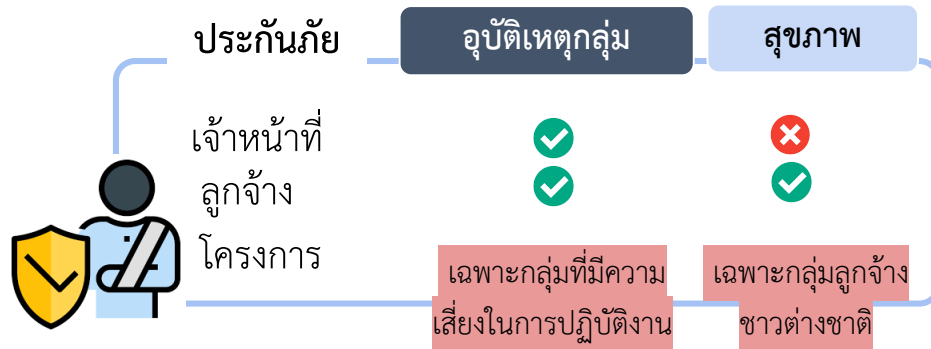 ประกันภัย อุบัติเหตุกลุ่ม สุขภาพ
เจ้าหน้าที่
ลูกจ้าง
โครงการ
เฉพาะกลุ่มที่มีความ
เสี่ยงในการปฏิบัติงาน
เฉพาะกลุ่มลูกจ้าง
ชาวต่างชาติ